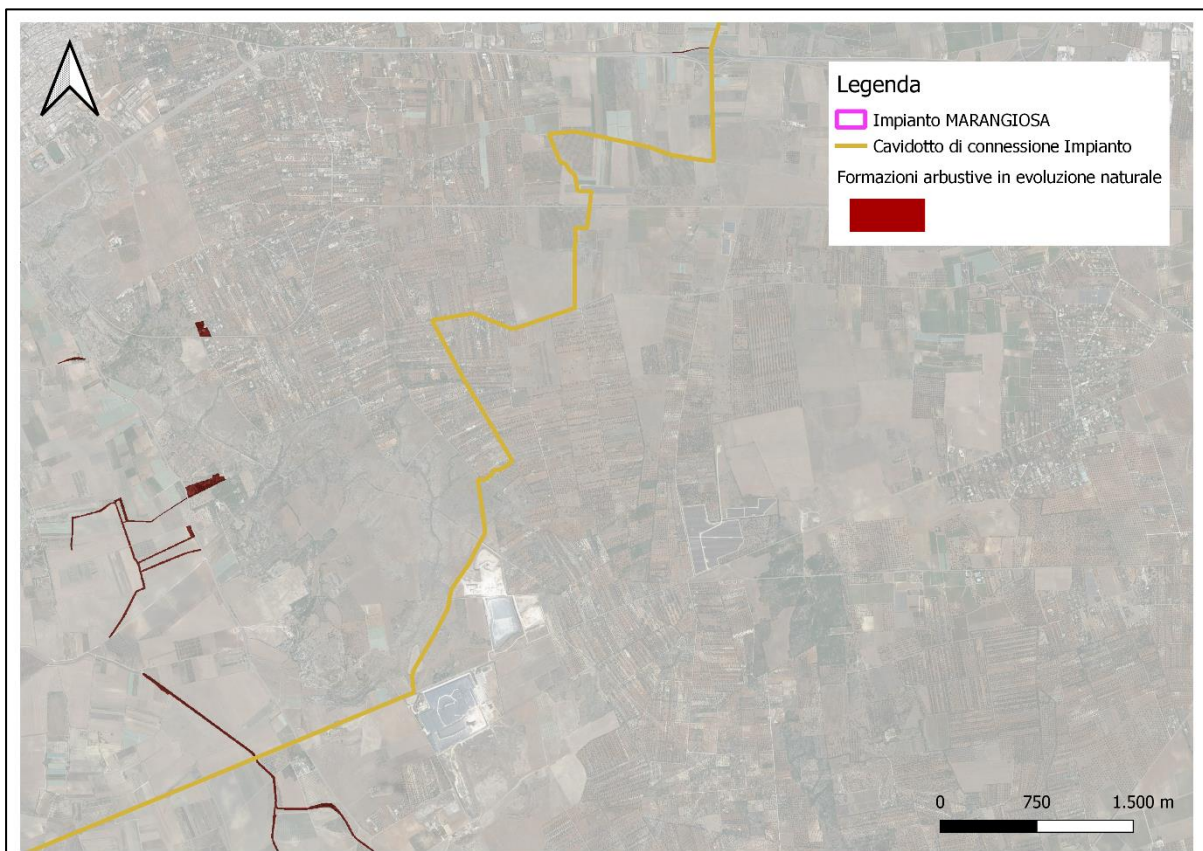 Legenda
Impianto MARANGIOSA
Cavidotto di connessione Impianto
Formazioni arbustive in evoluzione naturale
0 750 1.500 m